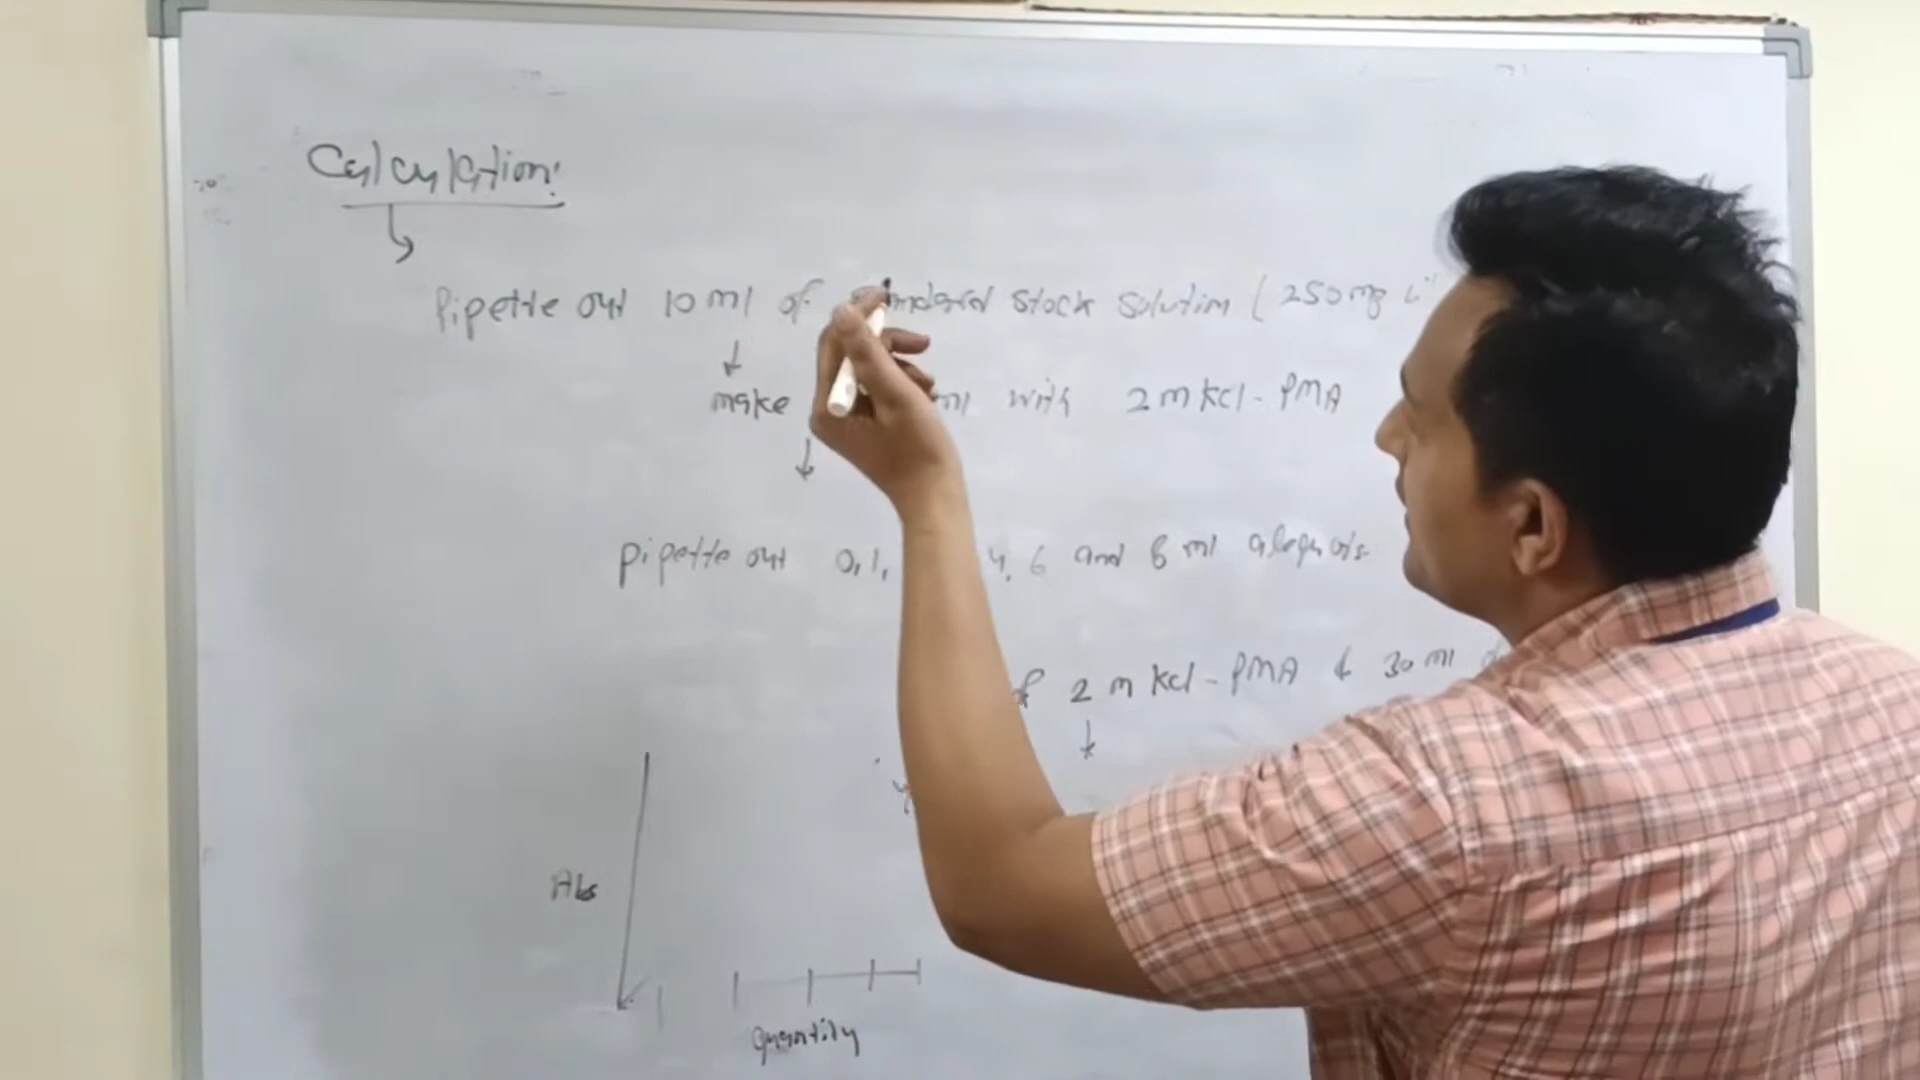 Calculation:
Pipette out 10 ml of standard stock solution (250 mg L
make ml with 2 m KCl - PMA
pipette out 0, 1, 4, 6 and 8 ml
of 2 m KCl - PMA & 30 ml
Abs
Quantity